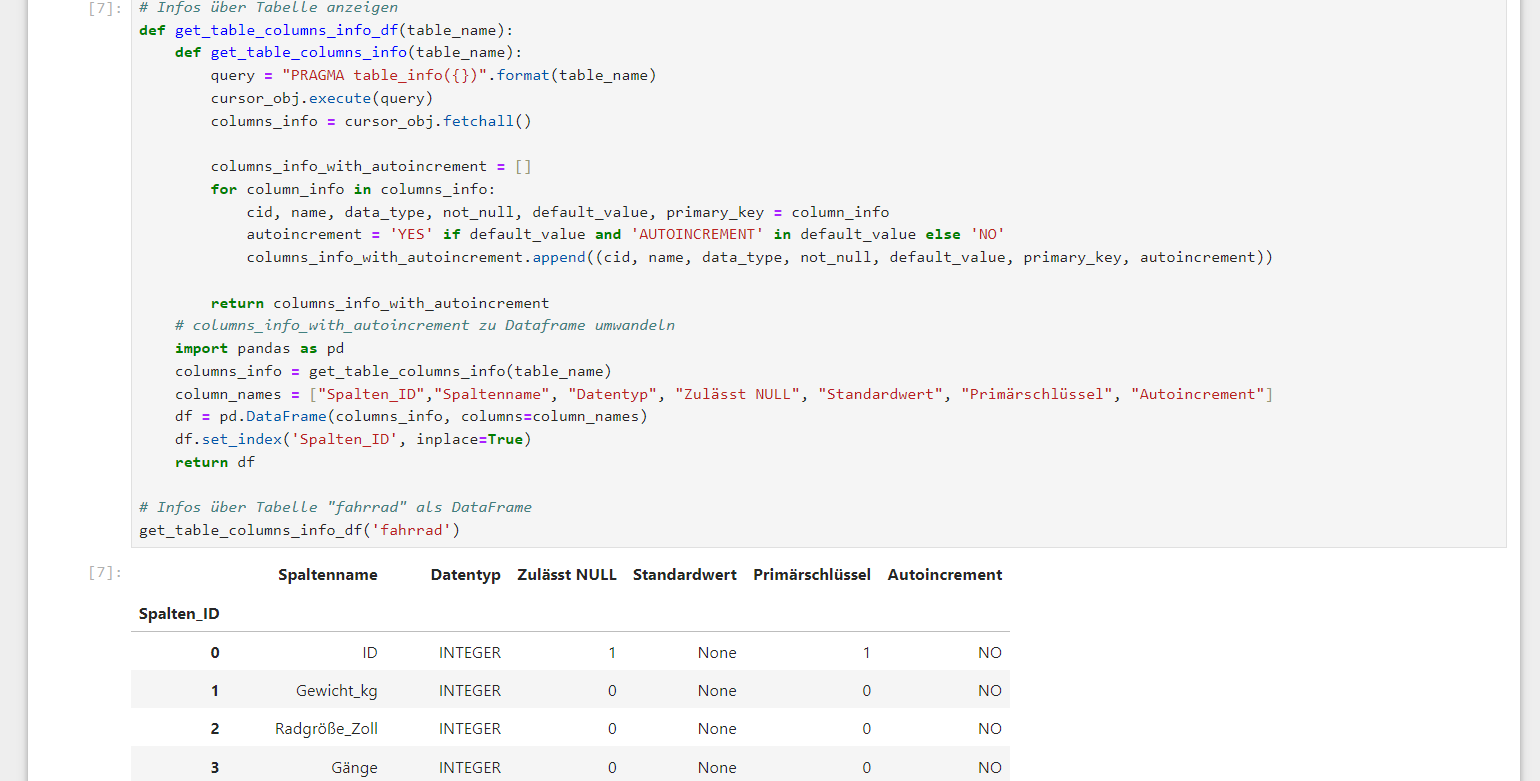 [7]: # Infos über Tabelle anzeigen
def get_table_columns_info_df(table_name):
    def get_table_columns_info(table_name):
        query = "PRAGMA table_info({})".format(table_name)
        cursor_obj.execute(query)
        columns_info = cursor_obj.fetchall()

        columns_info_with_autoincrement = []
        for column_info in columns_info:
            cid, name, data_type, not_null, default_value, primary_key = column_info
            autoincrement = 'YES' if default_value and 'AUTOINCREMENT' in default_value else 'NO'
            columns_info_with_autoincrement.append((cid, name, data_type, not_null, default_value, primary_key, autoincrement))

        return columns_info_with_autoincrement
    # columns_info_with_autoincrement zu Dataframe umwandeln
    import pandas as pd
    columns_info = get_table_columns_info(table_name)
    column_names = ["Spalten_ID","Spaltenname", "Datentyp", "Zulässt NULL", "Standardwert", "Primärschlüssel", "Autoincrement"]
    df = pd.DataFrame(columns_info, columns=column_names)
    df.set_index('Spalten_ID', inplace=True)
    return df

# Infos über Tabelle "fahrrad" als DataFrame
get_table_columns_info_df('fahrrad')
[7]: Spaltenname Datentyp Zulässt NULL Standardwert Primärschlüssel Autoincrement
Spalten_ID
0 ID INTEGER 1 None 1 NO
1 Gewicht_kg INTEGER 0 None 0 NO
2 Radgröße_Zoll INTEGER 0 None 0 NO
3 Gänge INTEGER 0 None 0 NO